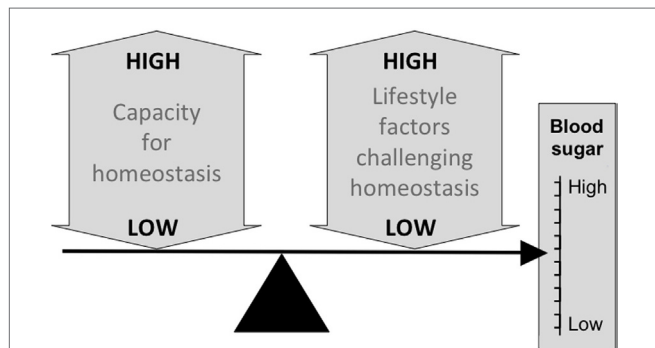 HIGH
Capacity
for
homeostasis
LOW
HIGH
Lifestyle
factors
challenging
homeostasis
LOW
Blood
sugar
High
Low